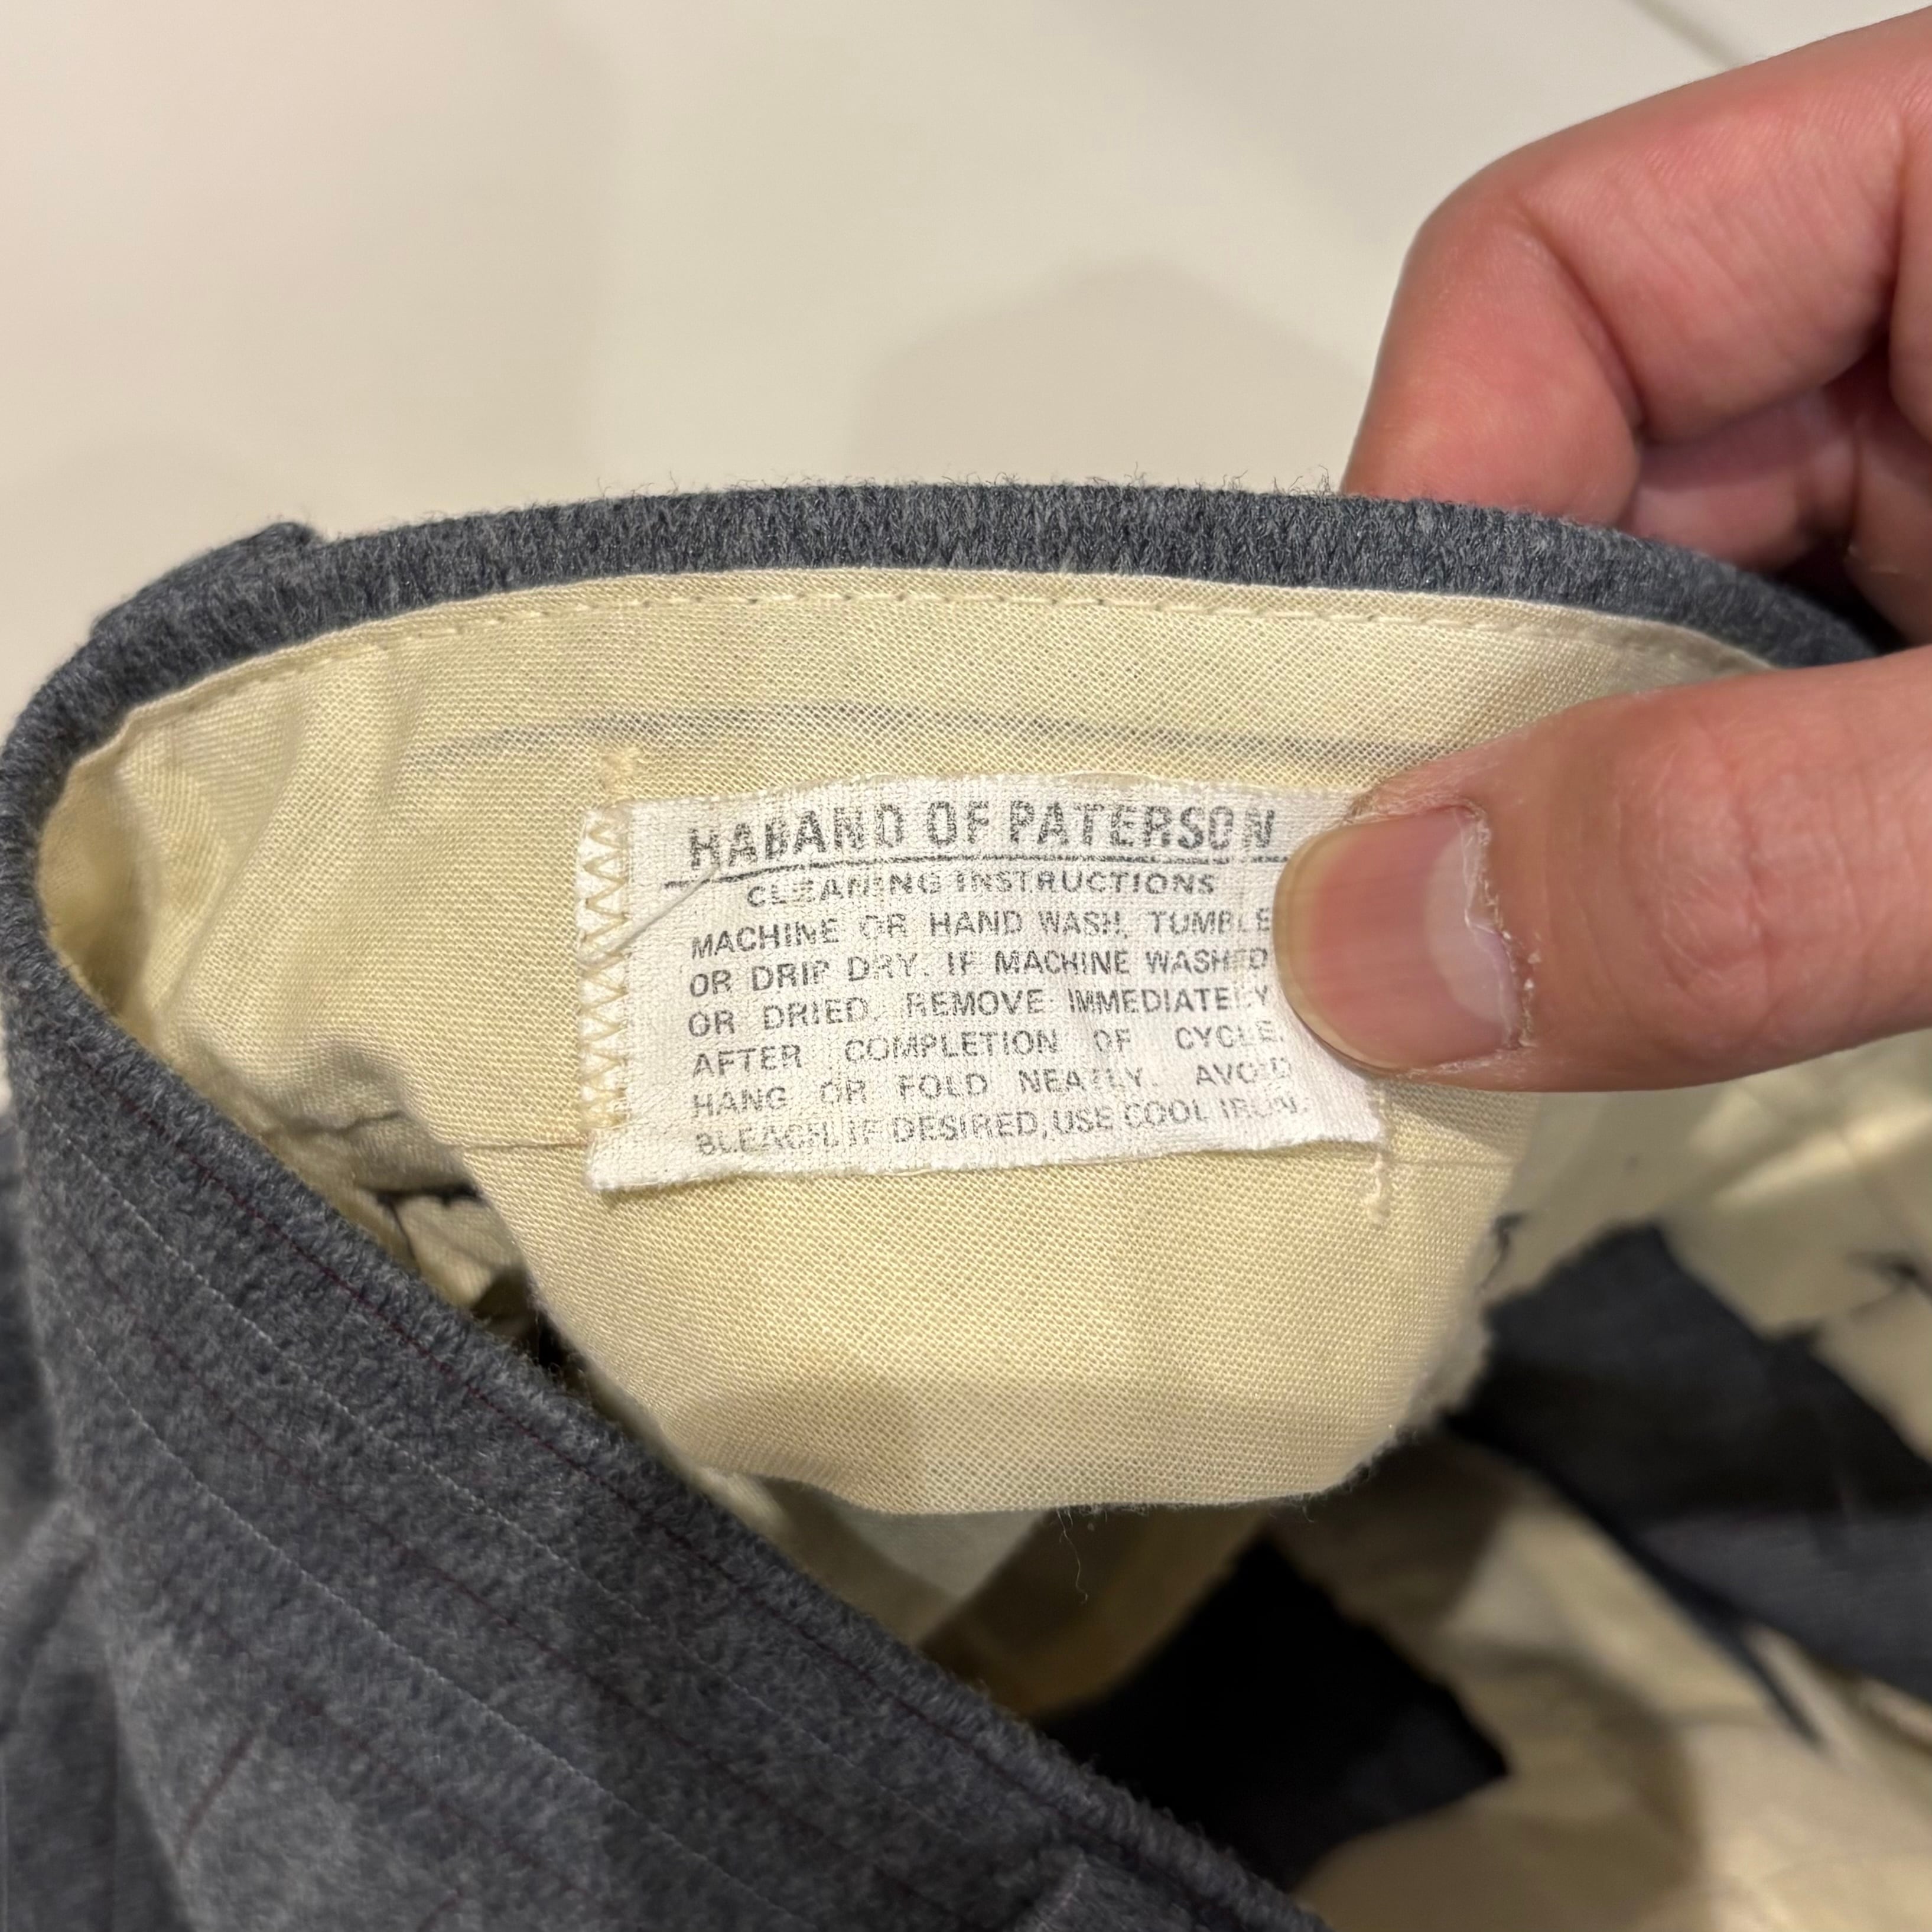 HABAND OF PATERSON
CLEANING INSTRUCTIONS
MACHINE OR HAND WASH, TUMBLE
OR DRIP DRY. IF MACHINE WASHED
OR DRIED, REMOVE IMMEDIATELY
AFTER COMPLETION OF CYCLE.
HANG OR FOLD NEATLY. AVOID
BLEACH. IF DESIRED, USE COOL IRON.